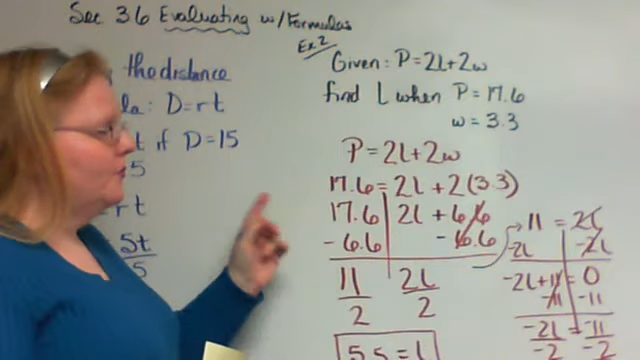 Sec 3.6 Evaluating w/Formulas
the distance
la: D=rt
t if D=15
5
rt
5t
5
Ex 2
Given: P=2L+2w
find L when P=17.6
w=3.3
P=2L+2w
17.6=2L+2(3.3)
17.6 2L+6.6
-6.6 -6.6
11 2L
2 2
5.5=L
11 = 2L
-2L -2L
-2L+11=0
-11 -11
-2L=-11
-2 -2